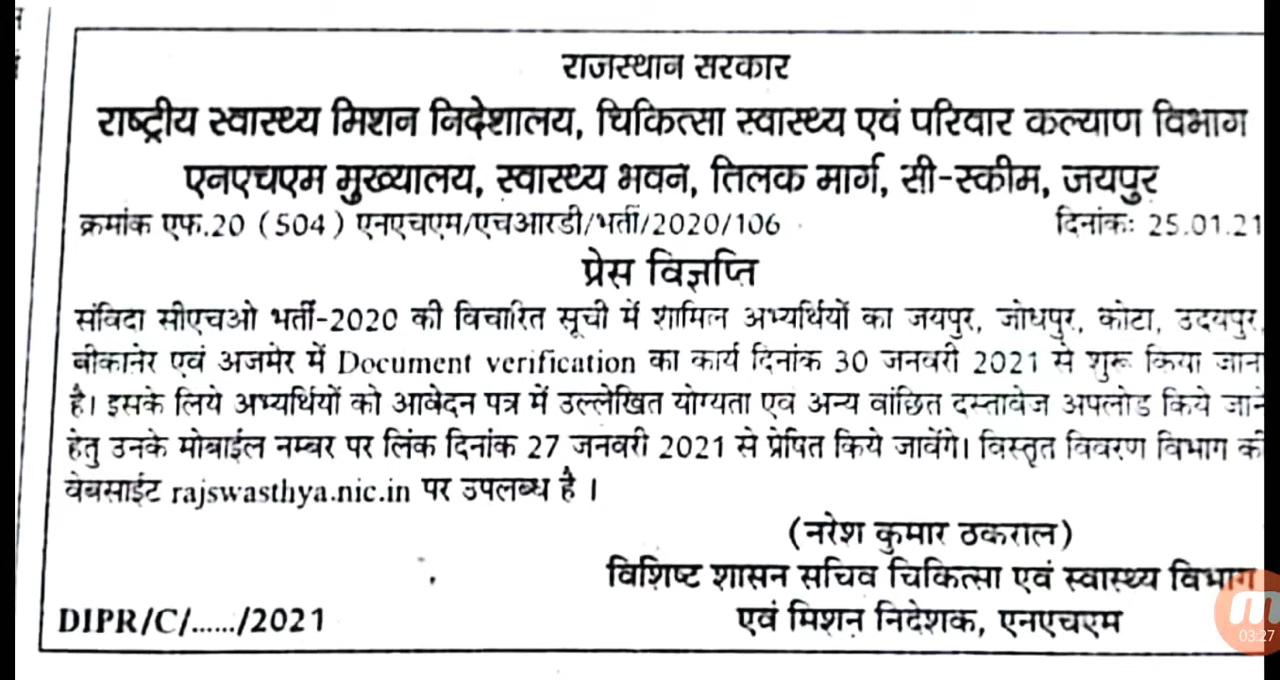 राजस्थान सरकार
राष्ट्रीय स्वास्थ्य मिशन निदेशालय, चिकित्सा स्वास्थ्य एवं परिवार कल्याण विभाग
एनएचएम मुख्यालय, स्वास्थ्य भवन, तिलक मार्ग, सी-स्कीम, जयपुर
क्रमांक एफ.20 (504) एनएचएम/एचआरडी/भर्ती/2020/106 दिनांकः 25.01.21
प्रेस विज्ञप्ति
संविदा सीएचओ भर्ती-2020 की विचारित सूची में शामिल अभ्यर्थियों का जयपुर, जोधपुर, कोटा, उदयपुर,
बीकानेर एवं अजमेर में Document verification का कार्य दिनांक 30 जनवरी 2021 से शुरू किया जाना
है। इसके लिये अभ्यर्थियों को आवेदन पत्र में उल्लेखित योग्यता एवं अन्य वांछित दस्तावेज अपलोड किये जाने
हेतु उनके मोबाईल नम्बर पर लिंक दिनांक 27 जनवरी 2021 से प्रेषित किये जावेंगे। विस्तृत विवरण विभाग की
वेबसाईट rajswasthya.nic.in पर उपलब्ध है ।
(नरेश कुमार ठकराल)
विशिष्ट शासन सचिव चिकित्सा एवं स्वास्थ्य विभाग
एवं मिशन निदेशक, एनएचएम
DIPR/C/....../2021
03:27